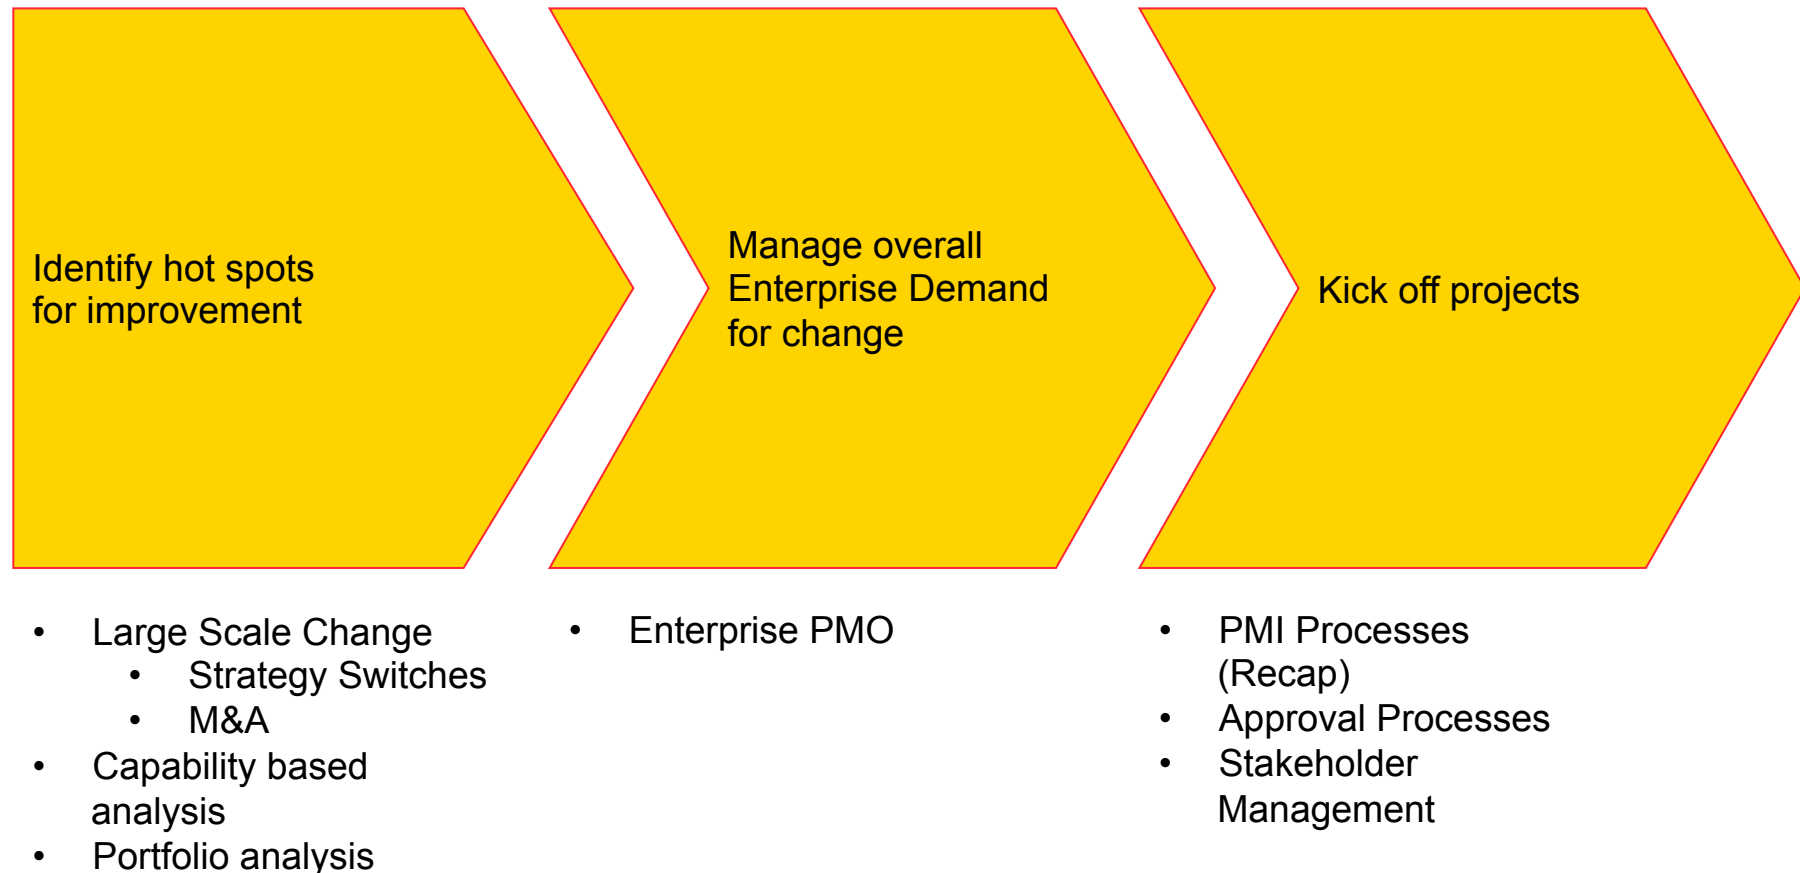 Identify hot spots
for improvement
Manage overall
Enterprise Demand
for change
Kick off projects
• Large Scale Change
• Strategy Switches
• M&A
• Capability based
analysis
• Portfolio analysis
• Enterprise PMO
• PMI Processes
(Recap)
• Approval Processes
• Stakeholder
Management